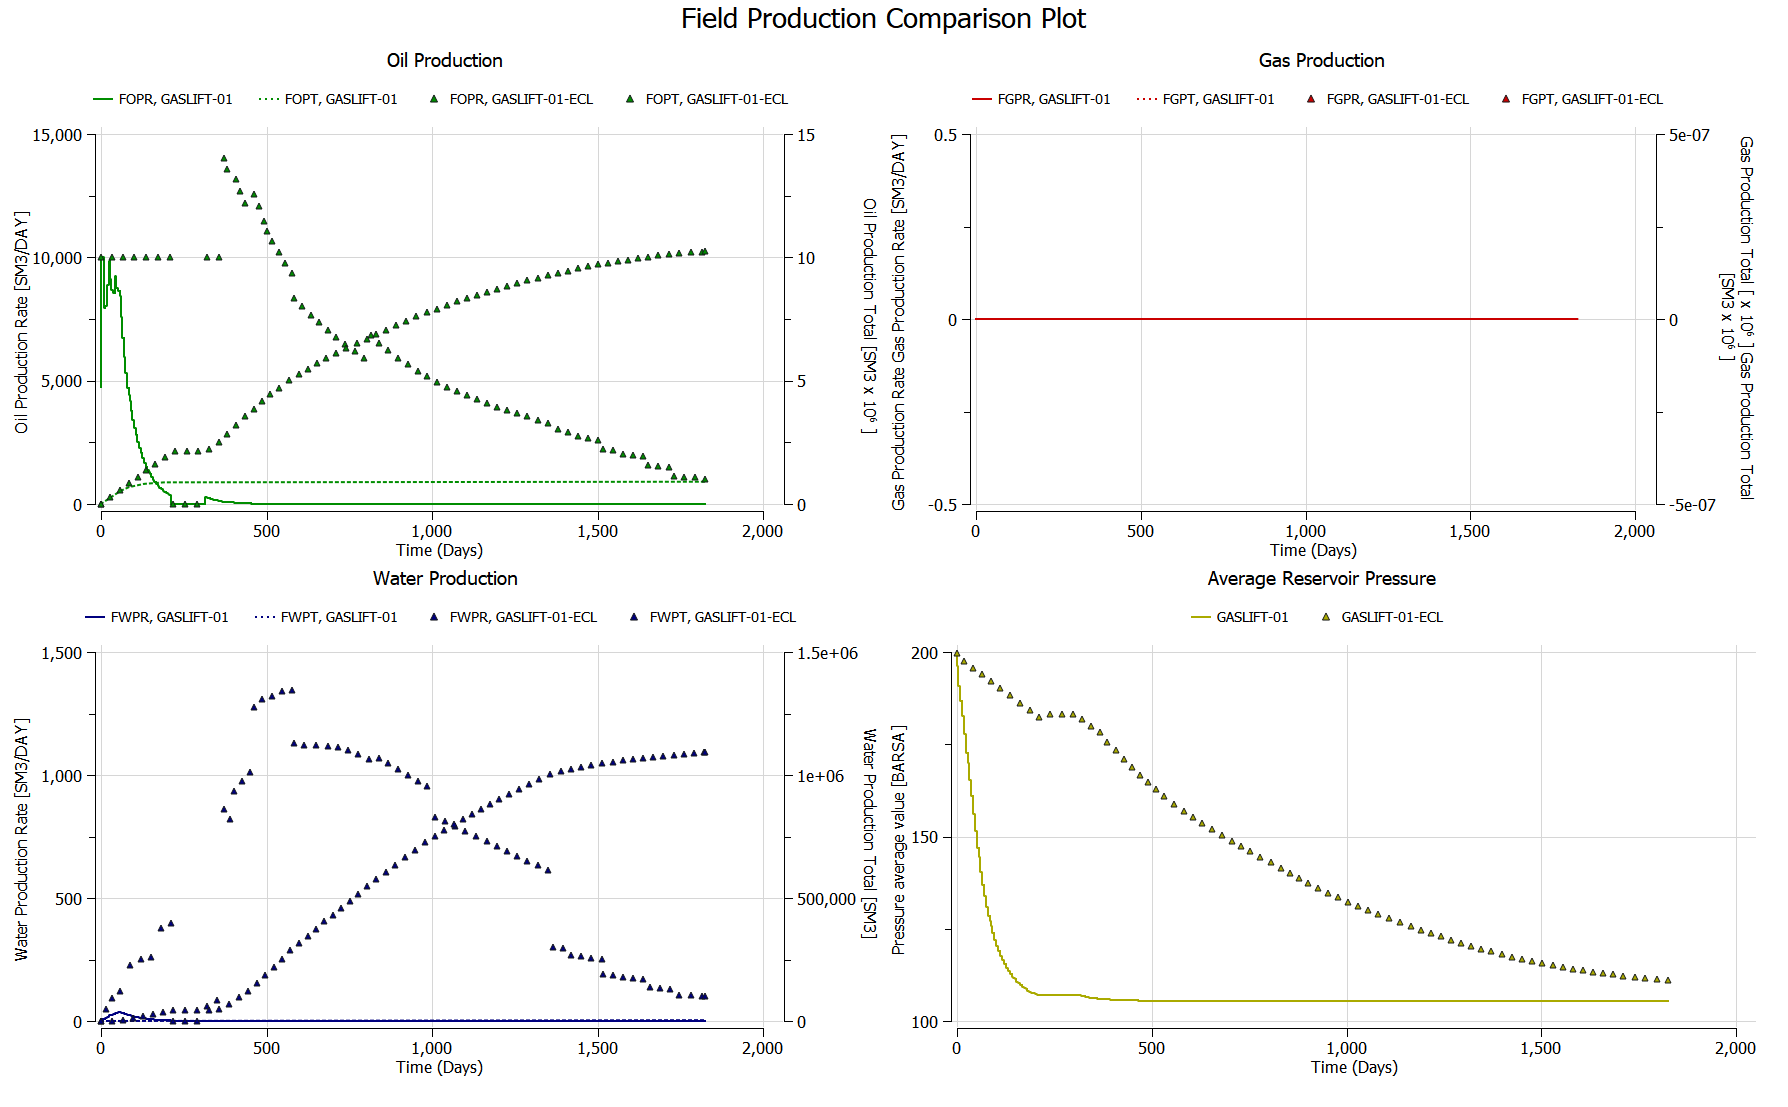 Field Production Comparison Plot
Oil Production
FOPR, GASLIFT-01
FOPT, GASLIFT-01
FOPR, GASLIFT-01-ECL
FOPT, GASLIFT-01-ECL
Oil Production Rate [SM3/DAY]
15,000
10,000
5,000
0
15
10
5
0
Oil Production Total [SM3 x 10⁶ ]
0
500
1,000
1,500
2,000
Time (Days)
Gas Production
FGPR, GASLIFT-01
FGPT, GASLIFT-01
FGPR, GASLIFT-01-ECL
FGPT, GASLIFT-01-ECL
Gas Production Rate Gas Production Rate [SM3/DAY]
0.5
0
-0.5
5e-07
0
-5e-07
Gas Production Total [ x 10⁶ ] Gas Production Total
[SM3 x 10⁶ ]
0
500
1,000
1,500
2,000
Time (Days)
Water Production
FWPR, GASLIFT-01
FWPT, GASLIFT-01
FWPR, GASLIFT-01-ECL
FWPT, GASLIFT-01-ECL
Water Production Rate [SM3/DAY]
1,500
1,000
500
0
1.5e+06
1e+06
500,000
0
Water Production Total [SM3]
0
500
1,000
1,500
2,000
Time (Days)
Average Reservoir Pressure
GASLIFT-01
GASLIFT-01-ECL
Pressure average value [BARSA]
200
150
100
0
500
1,000
1,500
2,000
Time (Days)